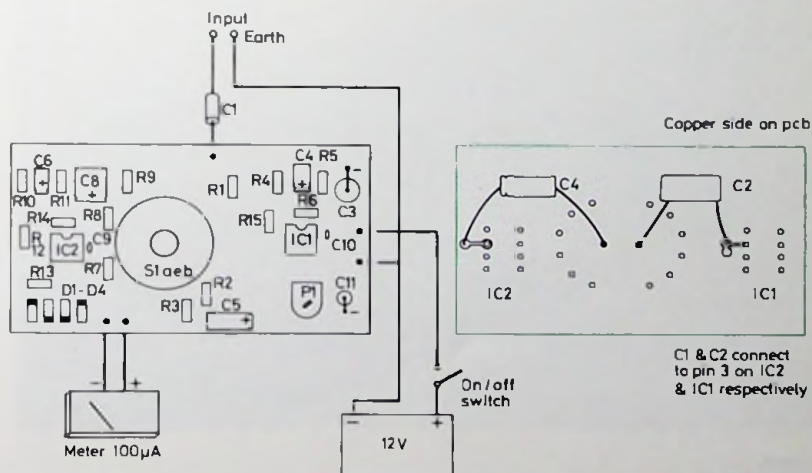 Input
Earth
C1
Copper side on pcb
C6
C8
R9
R1
R4
C4
R5
R10
R11
C3
R14
R8
R6
R15
R
12
IC2
C9
IC1
C10
S1aeb
R13
R7
R2
P1
C11
D1-D4
R3
C5
C4
C2
IC2
IC1
C1 & C2 connect
to pin 3 on IC2
& IC1 respectively
On/off
switch
- +
Meter 100µA
- +
12V